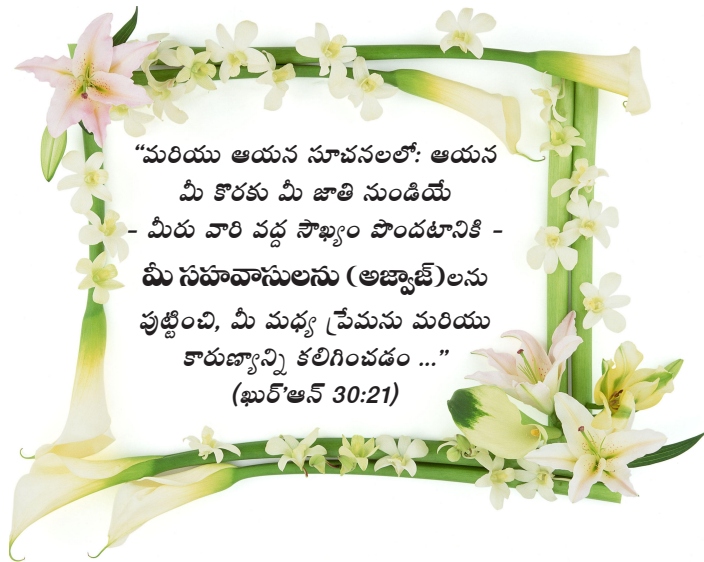 “మరియు ఆయన సూచనలలో: ఆయన
మీ కొరకు మీ జాతి నుండియే
- మీరు వారి వద్ద సౌఖ్యం పొందటానికి -
మీ సహవాసులను (అజ్వాజ్)లను
పుట్టించి, మీ మధ్య ప్రేమను మరియు
కారుణ్యాన్ని కలిగించడం ...”
(ఖుర్'ఆన్ 30:21)